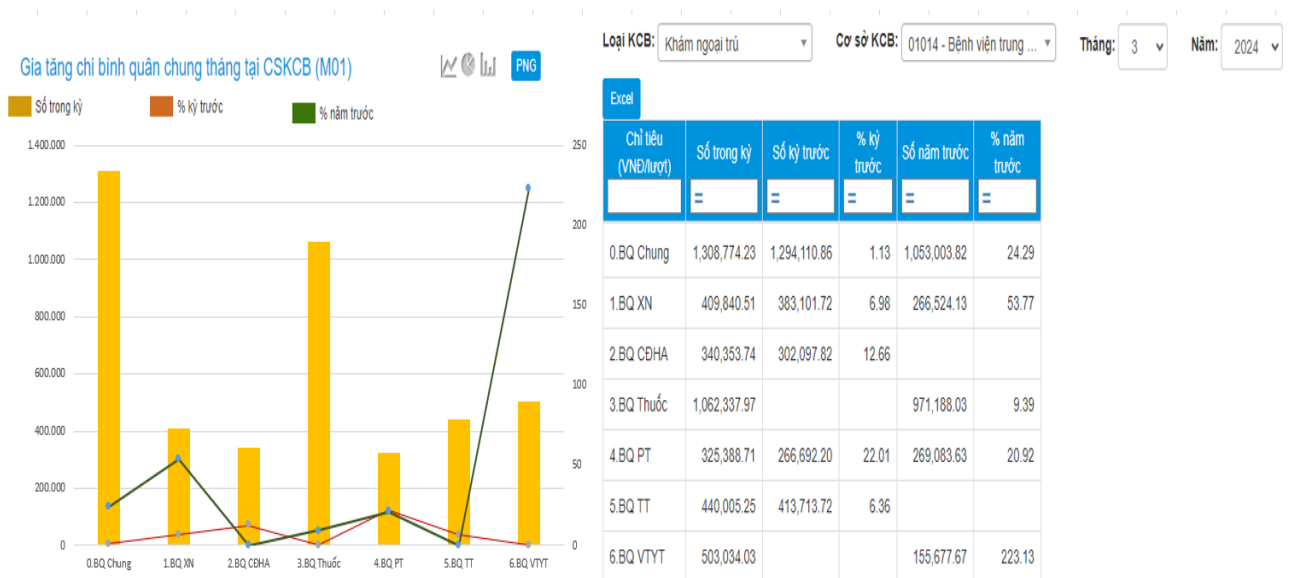 Gia tăng chi bình quân chung tháng tại CSKCB (M01)
PNG
Số trong kỳ
% kỳ trước
% năm trước
1.400.000
1.200.000
1.000.000
800.000
600.000
400.000
200.000
0
250
200
150
100
50
0
0.BQ Chung 1.BQ XN 2.BQ CĐHA 3.BQ Thuốc 4.BQ PT 5.BQ TT 6.BQ VTYT
Loại KCB: Khám ngoại trú Cơ sở KCB: 01014 - Bệnh viện trung ... Tháng: 3 Năm: 2024
Excel
Chỉ tiêu (VNĐ/lượt) Số trong kỳ Số kỳ trước % kỳ trước Số năm trước % năm trước
= = = = =
0.BQ Chung 1,308,774.23 1,294,110.86 1.13 1,053,003.82 24.29
1.BQ XN 409,840.51 383,101.72 6.98 266,524.13 53.77
2.BQ CĐHA 340,353.74 302,097.82 12.66
3.BQ Thuốc 1,062,337.97 971,188.03 9.39
4.BQ PT 325,388.71 266,692.20 22.01 269,083.63 20.92
5.BQ TT 440,005.25 413,713.72 6.36
6.BQ VTYT 503,034.03 155,677.67 223.13